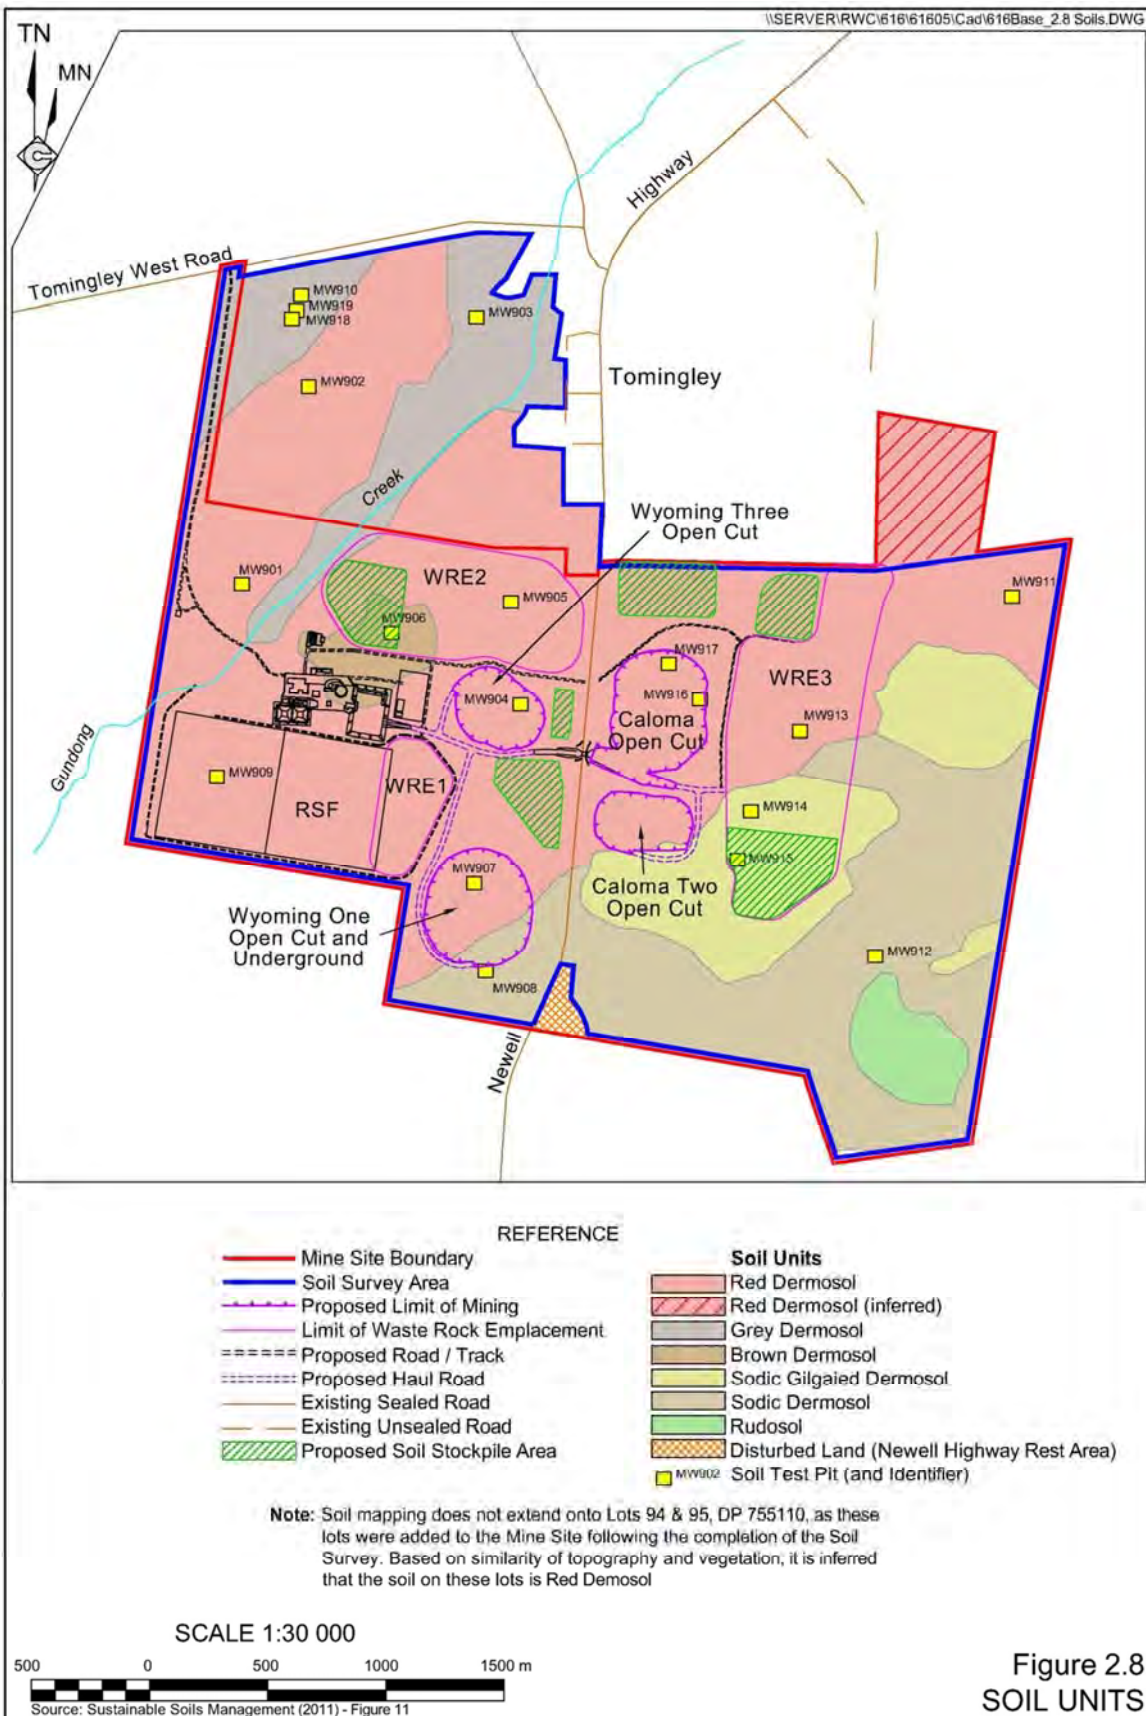 \\SERVER\RWC\616\61605\Cad\616Base_2.8 Soils.DWG
TN
MN
Highway
Tomingley West Road
MW910
MW919
MW918
MW903
MW902
Tomingley
Creek
Wyoming Three
Open Cut
MW901
WRE2
MW905
MW911
MW906
MW917
MW904
MW916
WRE3
Caloma
Open Cut
MW913
Gundong
MW909
WRE1
RSF
MW914
MW915
MW907
Caloma Two
Open Cut
Wyoming One
Open Cut and
Underground
MW912
MW908
Newell
REFERENCE
Mine Site Boundary
Soil Survey Area
Proposed Limit of Mining
Limit of Waste Rock Emplacement
Proposed Road / Track
Proposed Haul Road
Existing Sealed Road
Existing Unsealed Road
Proposed Soil Stockpile Area
Soil Units
Red Dermosol
Red Dermosol (inferred)
Grey Dermosol
Brown Dermosol
Sodic Gilgaied Dermosol
Sodic Dermosol
Rudosol
Disturbed Land (Newell Highway Rest Area)
MW902 Soil Test Pit (and Identifier)
Note: Soil mapping does not extend onto Lots 94 & 95, DP 755110, as these
lots were added to the Mine Site following the completion of the Soil
Survey. Based on similarity of topography and vegetation, it is inferred
that the soil on these lots is Red Demosol
SCALE 1:30 000
500 0 500 1000 1500 m
Source: Sustainable Soils Management (2011) - Figure 11
Figure 2.8
SOIL UNITS